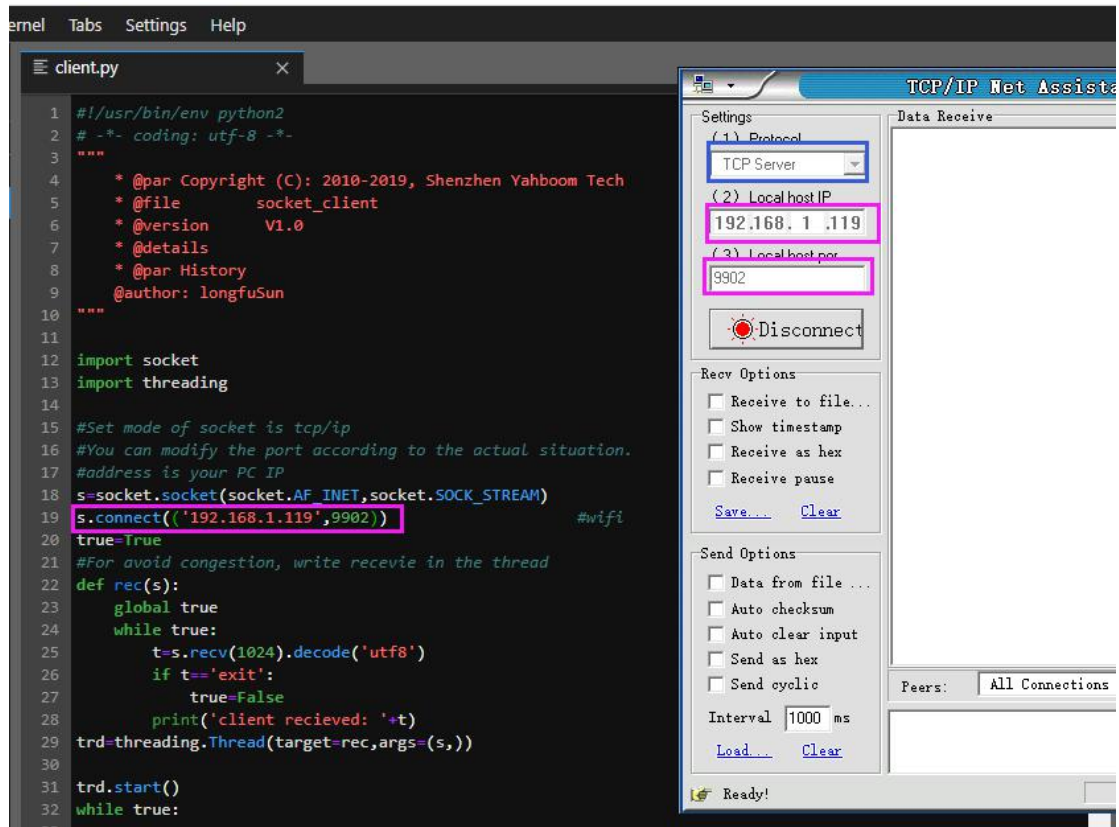 ernel Tabs Settings Help
client.py
1 #!/usr/bin/env python2
2 # -*- coding: utf-8 -*-
3 """
4 * @par Copyright (C): 2010-2019, Shenzhen Yahboom Tech
5 * @file socket_client
6 * @version V1.0
7 * @details
8 * @par History
9 @author: longfuSun
10 """
11
12 import socket
13 import threading
14
15 #Set mode of socket is tcp/ip
16 #You can modify the port according to the actual situation.
17 #address is your PC IP
18 s=socket.socket(socket.AF_INET,socket.SOCK_STREAM)
19 s.connect(('192.168.1.119',9902)) #wifi
20 true=True
21 #For avoid congestion, write recevie in the thread
22 def rec(s):
23 global true
24 while true:
25 t=s.recv(1024).decode('utf8')
26 if t=='exit':
27 true=False
28 print('client recieved: '+t)
29 trd=threading.Thread(target=rec,args=(s,))
30
31 trd.start()
32 while true:
TCP/IP Net Assista
Settings
(1) Protocol
TCP Server
(2) Local host IP
192.168. 1 .119
(3) Local host por
9902
Disconnect
Recv Options
Receive to file...
Show timestamp
Receive as hex
Receive pause
Save... Clear
Send Options
Data from file ...
Auto checksum
Auto clear input
Send as hex
Send cyclic
Interval 1000 ms
Load... Clear
Ready!
Data Receive
Peers: All Connections